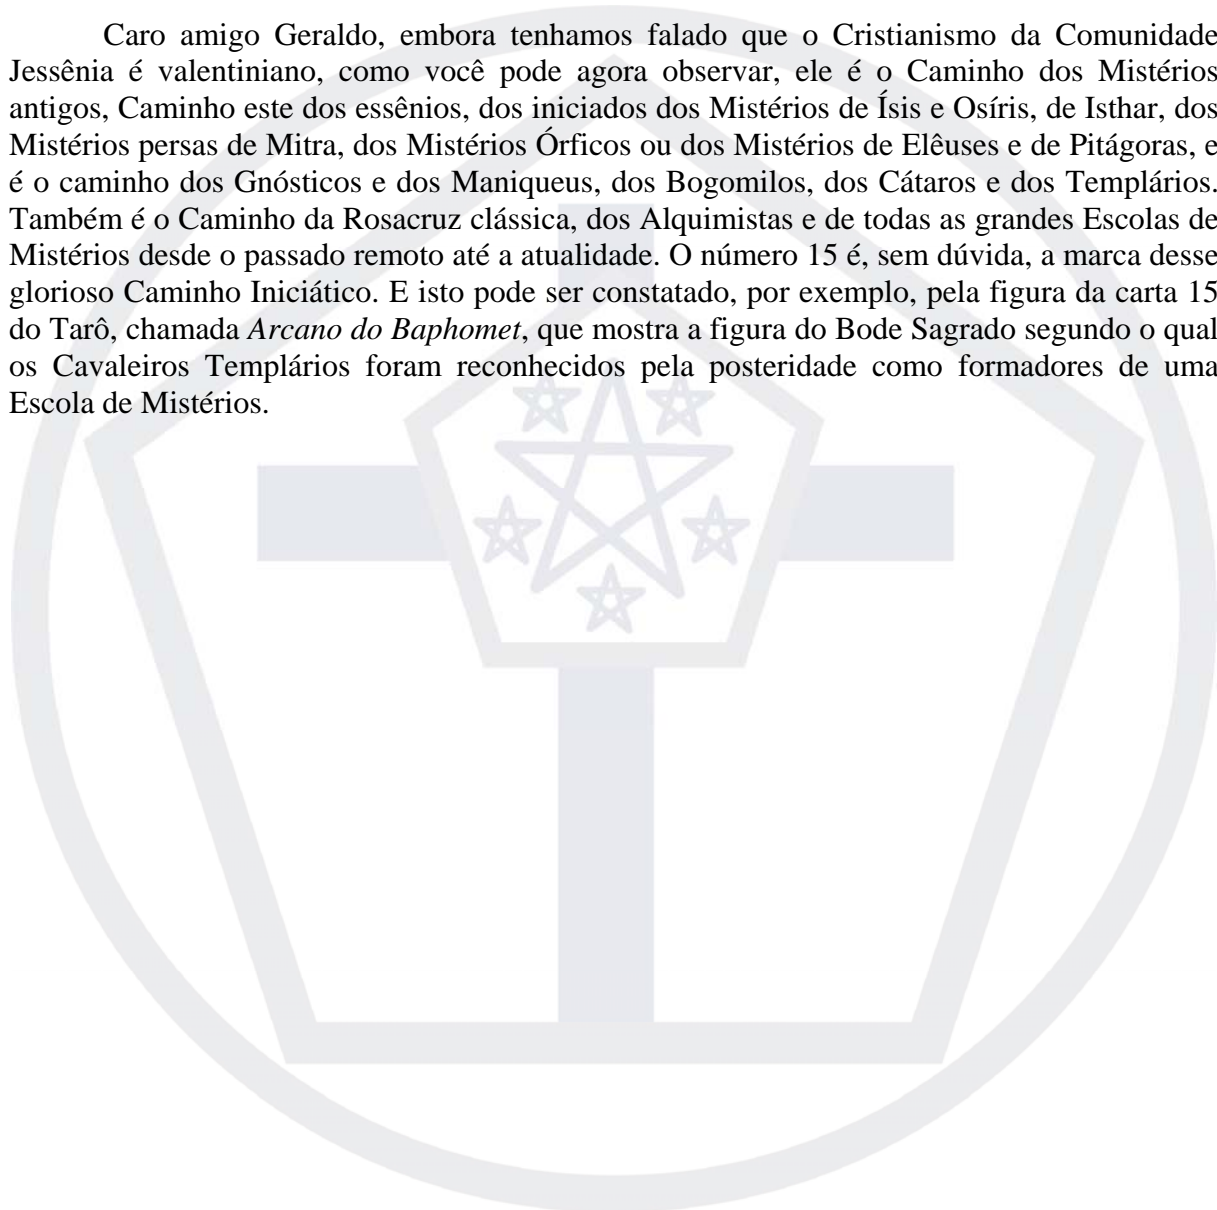 Caro amigo Geraldo, embora tenhamos falado que o Cristianismo da Comunidade
Jessênia é valentiniano, como você pode agora observar, ele é o Caminho dos Mistérios
antigos, Caminho este dos essênios, dos iniciados dos Mistérios de Ísis e Osíris, de Isthar, dos
Mistérios persas de Mitra, dos Mistérios Órficos ou dos Mistérios de Elêuses e de Pitágoras, e
é o caminho dos Gnósticos e dos Maniqueus, dos Bogomilos, dos Cátaros e dos Templários.
Também é o Caminho da Rosacruz clássica, dos Alquimistas e de todas as grandes Escolas de
Mistérios desde o passado remoto até a atualidade. O número 15 é, sem dúvida, a marca desse
glorioso Caminho Iniciático. E isto pode ser constatado, por exemplo, pela figura da carta 15
do Tarô, chamada Arcano do Baphomet, que mostra a figura do Bode Sagrado segundo o qual
os Cavaleiros Templários foram reconhecidos pela posteridade como formadores de uma
Escola de Mistérios.